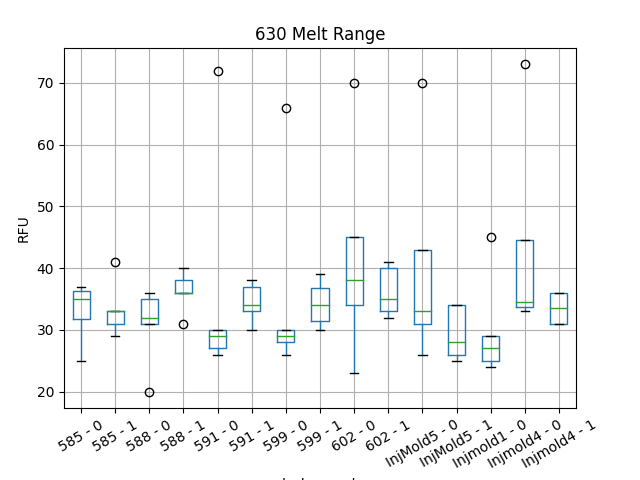 630 Melt Range
RFU
70
60
50
40
30
20
585 - 0
585 - 1
588 - 0
588 - 1
591 - 0
591 - 1
599 - 0
599 - 1
602 - 0
602 - 1
InjMold5 - 0
InjMold5 - 1
Injmold1 - 0
Injmold4 - 0
Injmold4 - 1